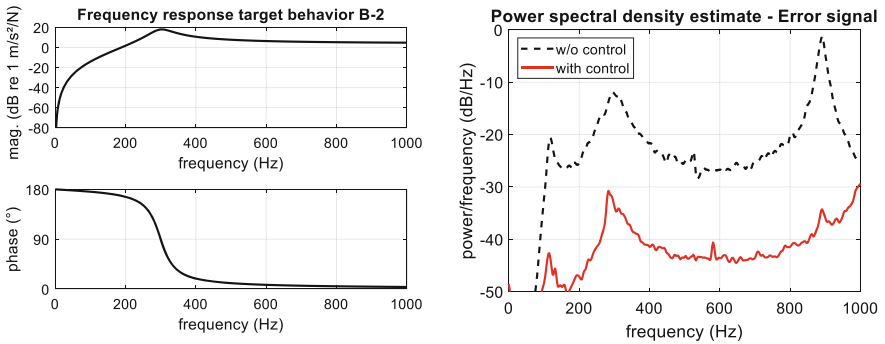 Frequency response target behavior B-2
mag. (dB re 1 m/s²/N)
20
0
-20
-40
-60
-80
0 200 400 600 800 1000
frequency (Hz)
phase (°)
180
90
0
0 200 400 600 800 1000
frequency (Hz)
Power spectral density estimate - Error signal
power/frequency (dB/Hz)
0
-10
-20
-30
-40
-50
w/o control
with control
0 200 400 600 800 1000
frequency (Hz)